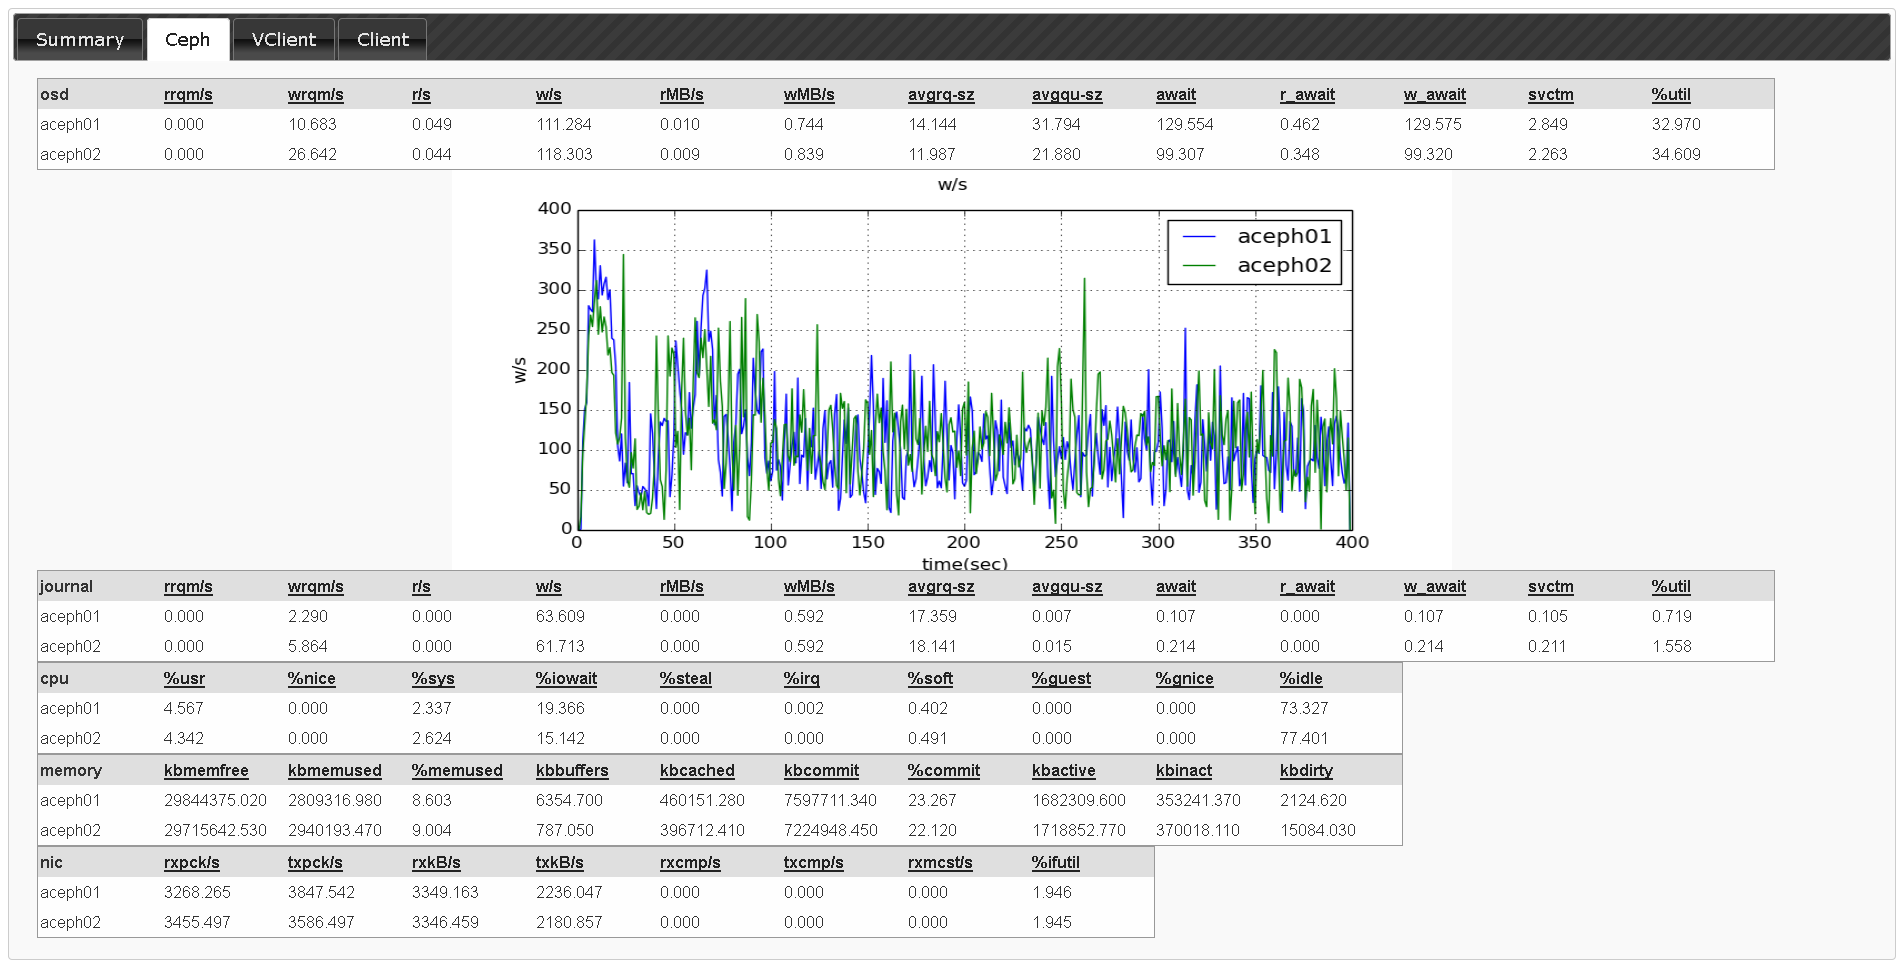 Summary Ceph VClient Client
osd rrqm/s wrqm/s r/s w/s rMB/s wMB/s avgrq-sz avgqu-sz await r_await w_await svctm %util
aceph01 0.000 10.683 0.049 111.284 0.010 0.744 14.144 31.794 129.554 0.462 129.575 2.849 32.970
aceph02 0.000 26.642 0.044 118.303 0.009 0.839 11.987 21.880 99.307 0.348 99.320 2.263 34.609
w/s
400
350
300
250
200
150
100
50
0
w/s
aceph01
aceph02
0 50 100 150 200 250 300 350 400
time(sec)
journal rrqm/s wrqm/s r/s w/s rMB/s wMB/s avgrq-sz avgqu-sz await r_await w_await svctm %util
aceph01 0.000 2.290 0.000 63.609 0.000 0.592 17.359 0.007 0.107 0.000 0.107 0.105 0.719
aceph02 0.000 5.864 0.000 61.713 0.000 0.592 18.141 0.015 0.214 0.000 0.214 0.211 1.558
cpu %usr %nice %sys %iowait %steal %irq %soft %guest %gnice %idle
aceph01 4.567 0.000 2.337 19.366 0.000 0.002 0.402 0.000 0.000 73.327
aceph02 4.342 0.000 2.624 15.142 0.000 0.000 0.491 0.000 0.000 77.401
memory kbmemfree kbmemused %memused kbbuffers kbcached kbcommit %commit kbactive kbinact kbdirty
aceph01 29844375.020 2809316.980 8.603 6354.700 460151.280 7597711.340 23.267 1682309.600 353241.370 2124.620
aceph02 29715642.530 2940193.470 9.004 787.050 396712.410 7224948.450 22.120 1718852.770 370018.110 15084.030
nic rxpck/s txpck/s rxkB/s txkB/s rxcmp/s txcmp/s rxmcst/s %ifutil
aceph01 3268.265 3847.542 3349.163 2236.047 0.000 0.000 0.000 1.946
aceph02 3455.497 3586.497 3346.459 2180.857 0.000 0.000 0.000 1.945